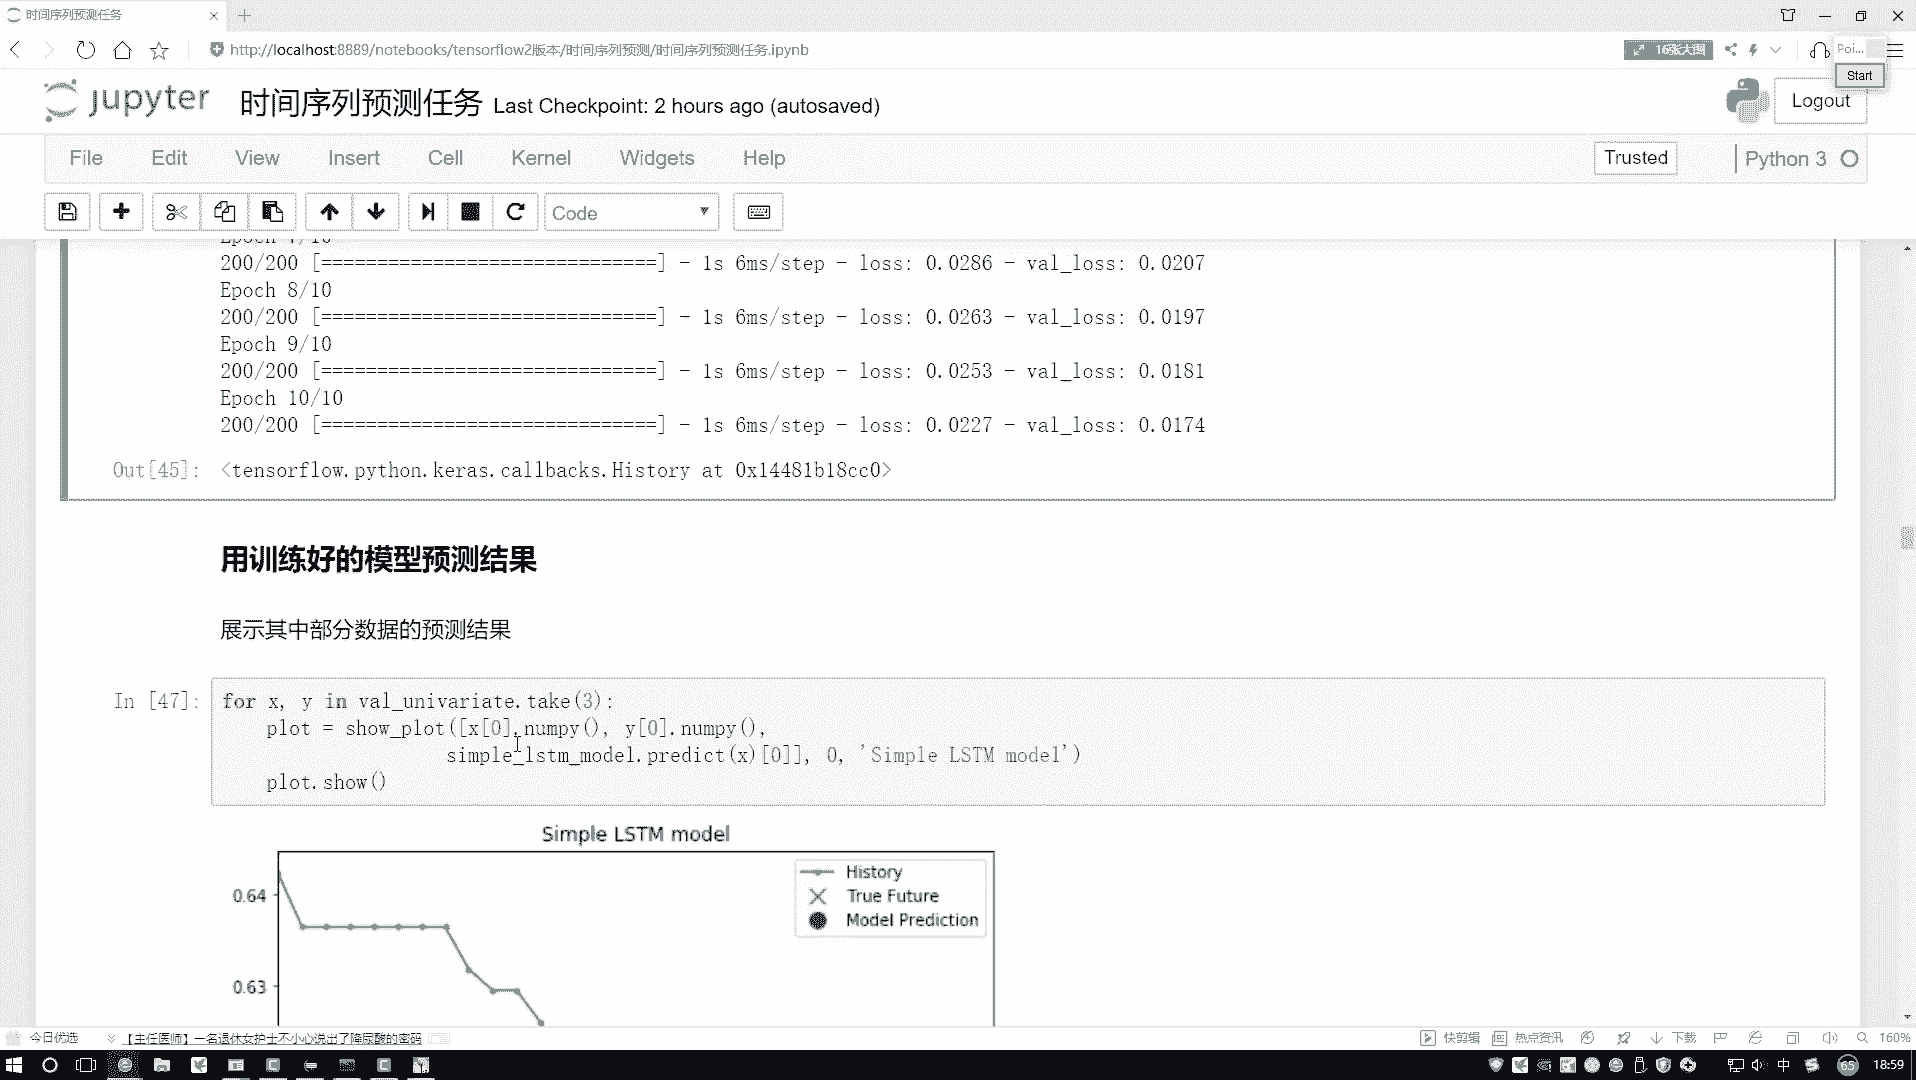 时间序列预测任务
http://localhost:8889/notebooks/tensorflow2版本/时间序列预测/时间序列预测任务.ipynb
16张大图
Poi...
Start
jupyter 时间序列预测任务 Last Checkpoint: 2 hours ago (autosaved)
Logout
File Edit View Insert Cell Kernel Widgets Help
Trusted
Python 3
Code
200/200 [==============================] - 1s 6ms/step - loss: 0.0286 - val_loss: 0.0207
Epoch 8/10
200/200 [==============================] - 1s 6ms/step - loss: 0.0263 - val_loss: 0.0197
Epoch 9/10
200/200 [==============================] - 1s 6ms/step - loss: 0.0253 - val_loss: 0.0181
Epoch 10/10
200/200 [==============================] - 1s 6ms/step - loss: 0.0227 - val_loss: 0.0174
Out[45]: <tensorflow.python.keras.callbacks.History at 0x14481b18cc0>
用训练好的模型预测结果
展示其中部分数据的预测结果
In [47]: for x, y in val_univariate.take(3):
plot = show_plot([x[0].numpy(), y[0].numpy(),
simple_lstm_model.predict(x)[0]], 0, 'Simple LSTM model')
plot.show()
Simple LSTM model
History
True Future
Model Prediction
0.64
0.63
今日优选
【主任医师】一名退休女护士不小心说出了降尿酸的密码
快剪辑
热点资讯
下载
160%
中
65
18:59